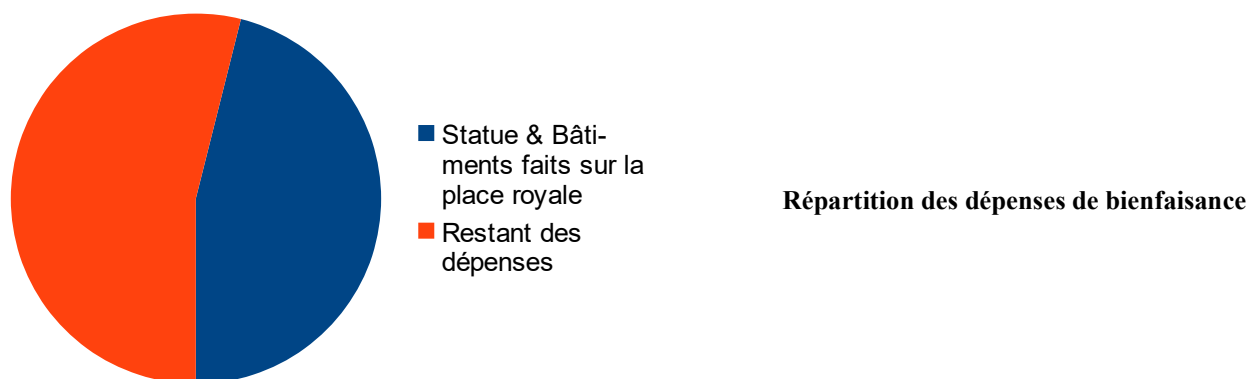 Statue & Bâti-
ments faits sur la
place royale
Restant des
dépenses
Répartition des dépenses de bienfaisance